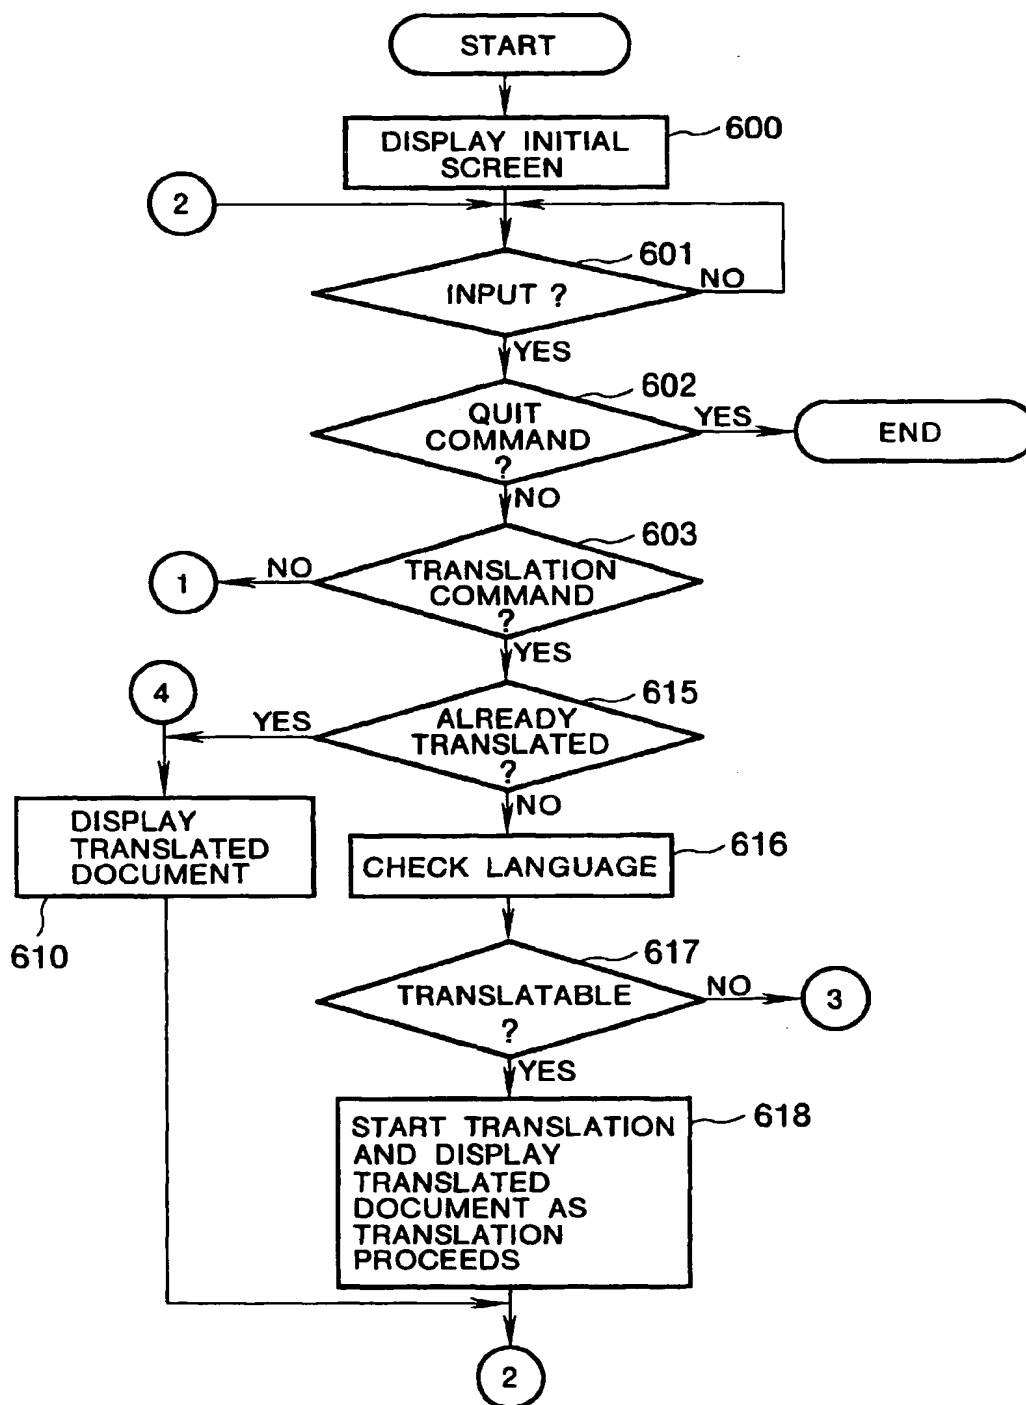 START
600
DISPLAY INITIAL
SCREEN
2
601
INPUT ?
NO
YES
602
QUIT
COMMAND
?
YES
END
NO
603
TRANSLATION
COMMAND
?
NO
1
YES
4
615
ALREADY
TRANSLATED
?
YES
NO
DISPLAY
TRANSLATED
DOCUMENT
610
616
CHECK LANGUAGE
617
TRANSLATABLE
?
NO
3
YES
618
START TRANSLATION
AND DISPLAY
TRANSLATED
DOCUMENT AS
TRANSLATION
PROCEEDS
2